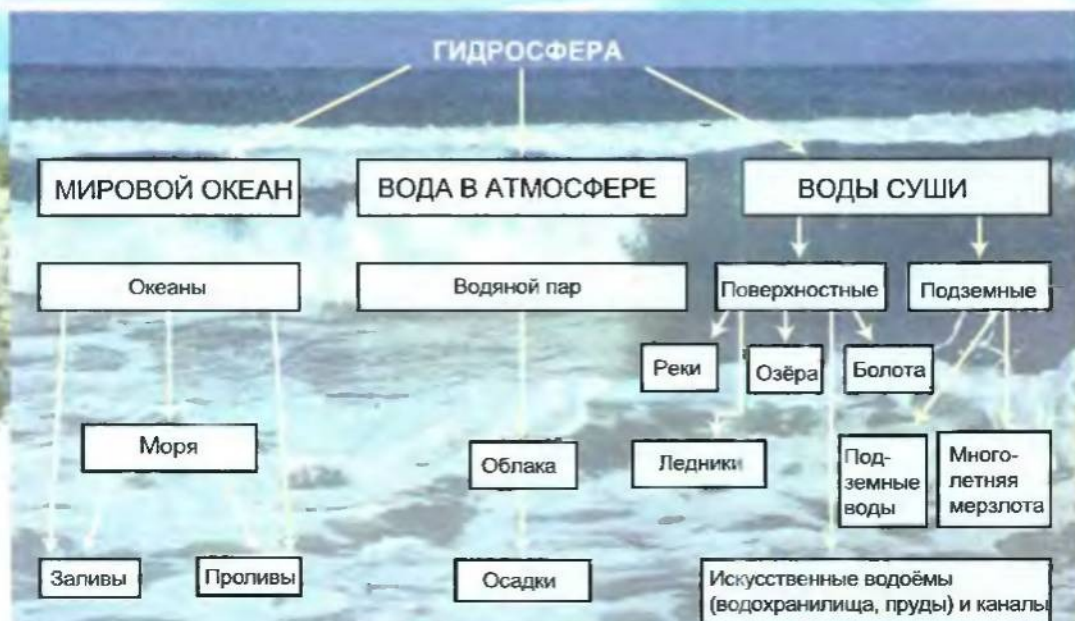 ГИДРОСФЕРА
МИРОВОЙ ОКЕАН
ВОДА В АТМОСФЕРЕ
ВОДЫ СУШИ
Океаны
Водяной пар
Поверхностные
Подземные
Реки
Озёра
Болота
Моря
Облака
Ледники
Под-
земные
воды
Много-
летняя
мерзлота
Заливы
Проливы
Осадки
Искусственные водоёмы
(водохранилища, пруды) и каналы